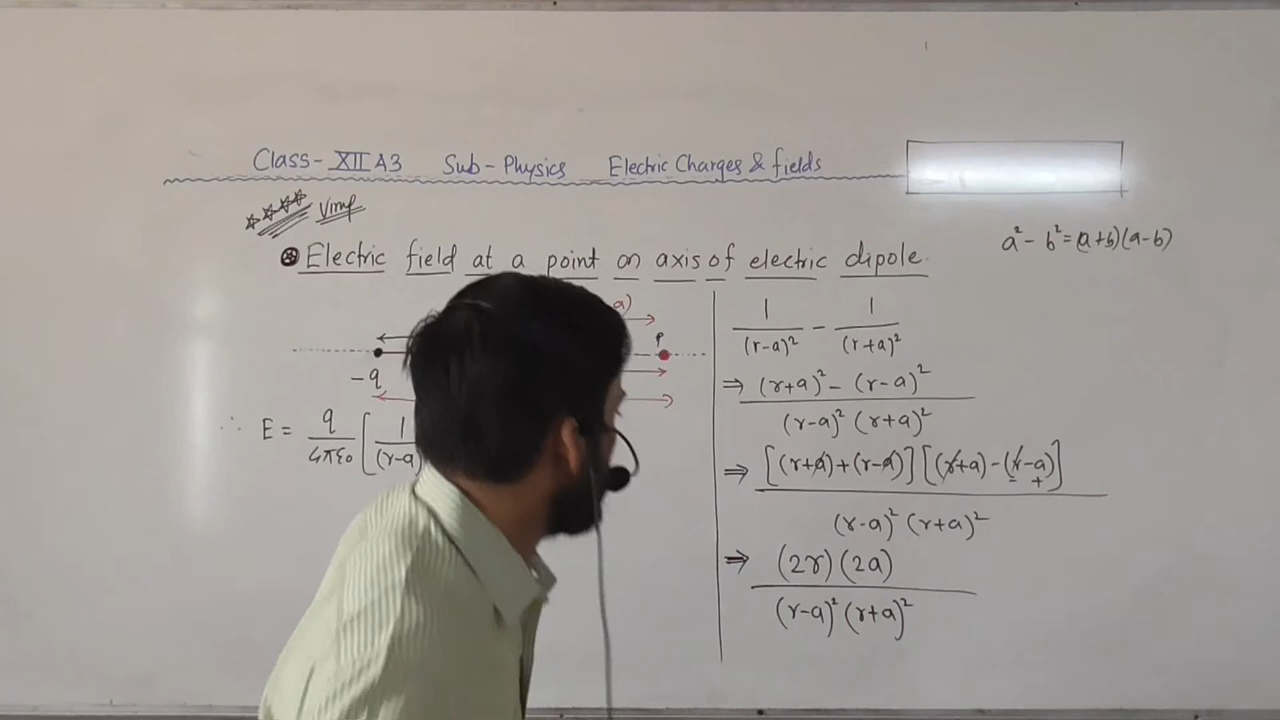 Class - XII A3 Sub - Physics Electric Charges & fields
Vimp
a² - b² = (a+b)(a-b)
Electric field at a point on axis of electric dipole.
a)
P
-q
∴ E = q/4πε₀ [ 1/(r-a)
1/(r-a)² - 1/(r+a)²
⇒ (r+a)² - (r-a)² / (r-a)² (r+a)²
⇒ [(r+a)+(r-a)] [(r+a)-(r-a)] / (r-a)² (r+a)²
- +
⇒ (2r)(2a) / (r-a)² (r+a)²